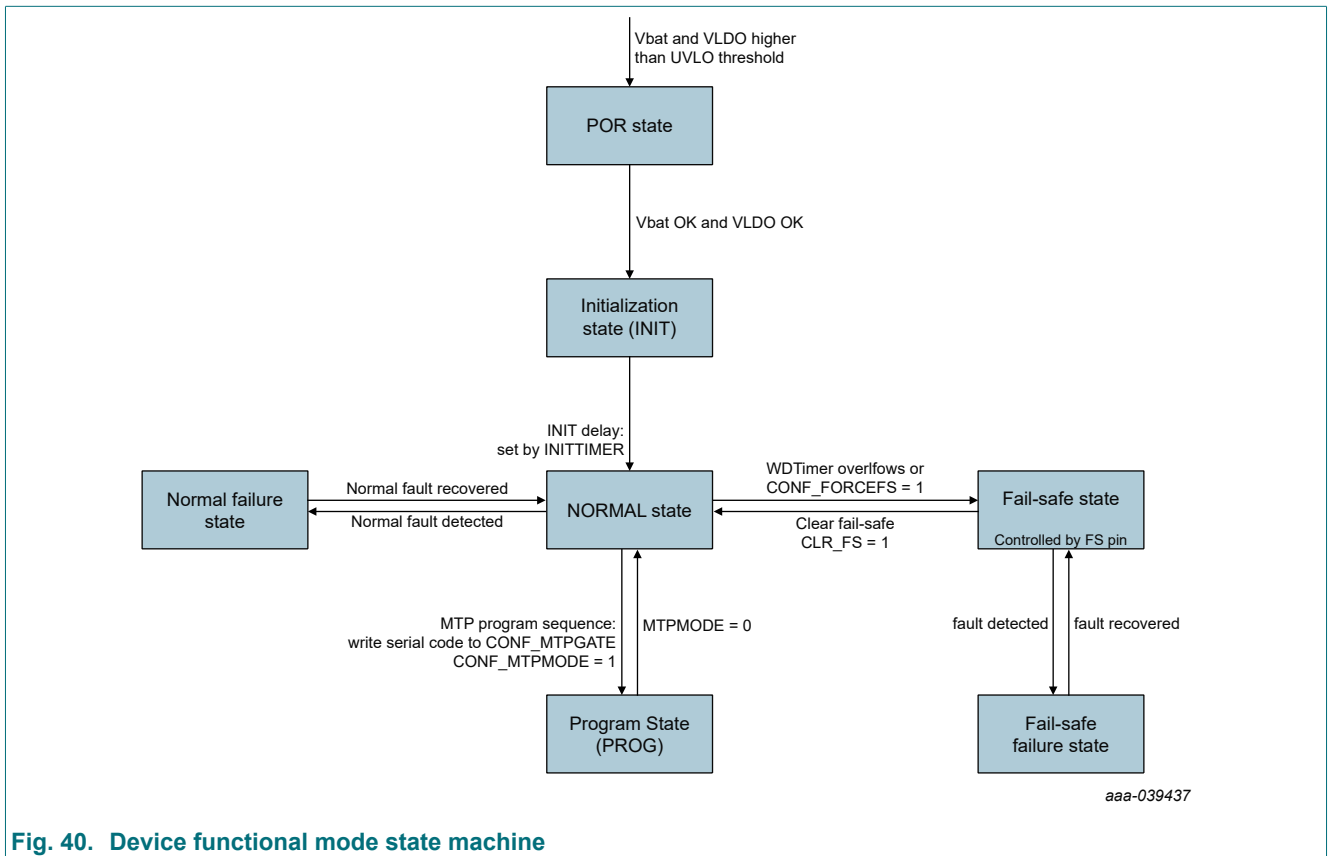 Vbat and VLDO higher
than UVLO threshold
POR state
Vbat OK and VLDO OK
Initialization
state (INIT)
INIT delay:
set by INITTIMER
Normal failure
state
Normal fault recovered
Normal fault detected
NORMAL state
WDTimer overlfows or
CONF_FORCEFS = 1
Clear fail-safe
CLR_FS = 1
Fail-safe state
Controlled by FS pin
MTP program sequence:
write serial code to CONF_MTPGATE
CONF_MTPMODE = 1
MTPMODE = 0
fault detected
fault recovered
Program State
(PROG)
Fail-safe
failure state
aaa-039437
Fig. 40. Device functional mode state machine